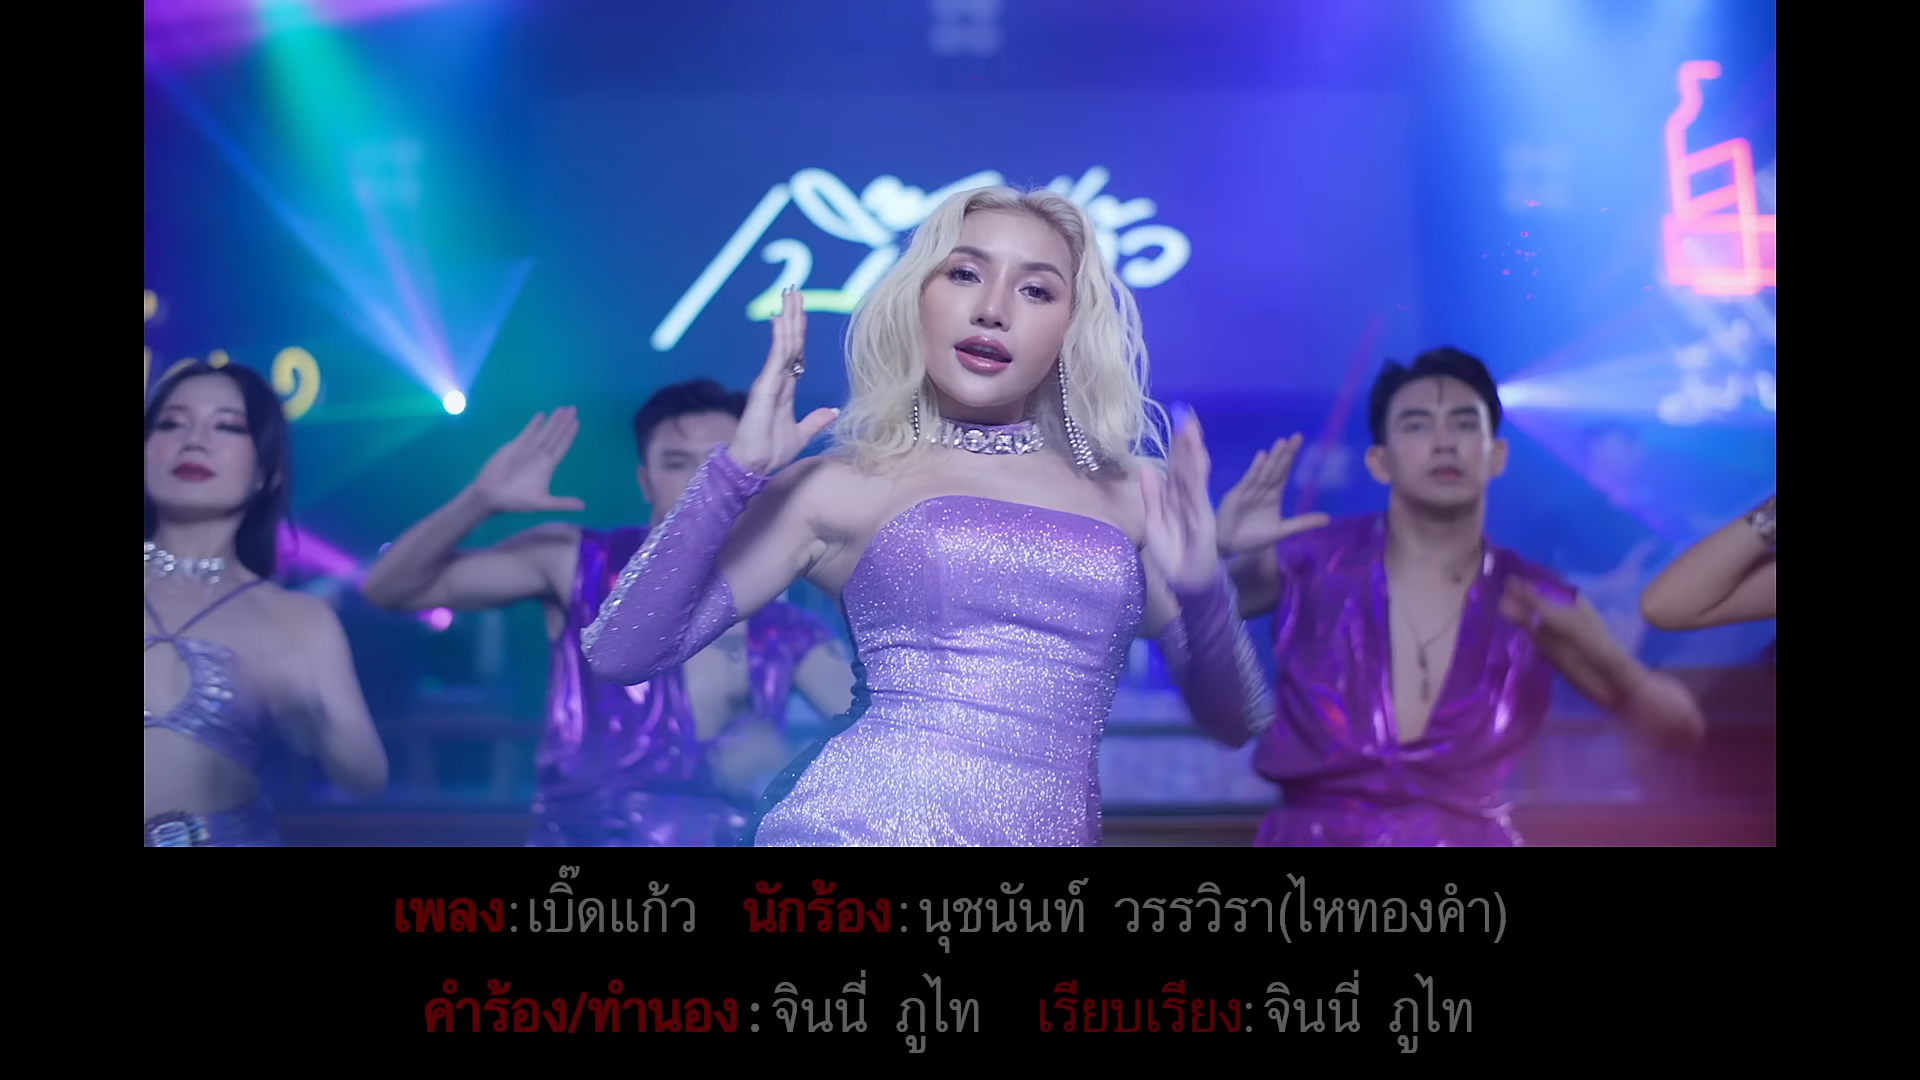 เพลง : เบิ๊ดแก้ว นักร้อง : นุชนันท์ วรรวิรา(ไหทองคำ)
คำร้อง/ทำนอง : จินนี่ ภูไท เรียบเรียง: จินนี่ ภูไท